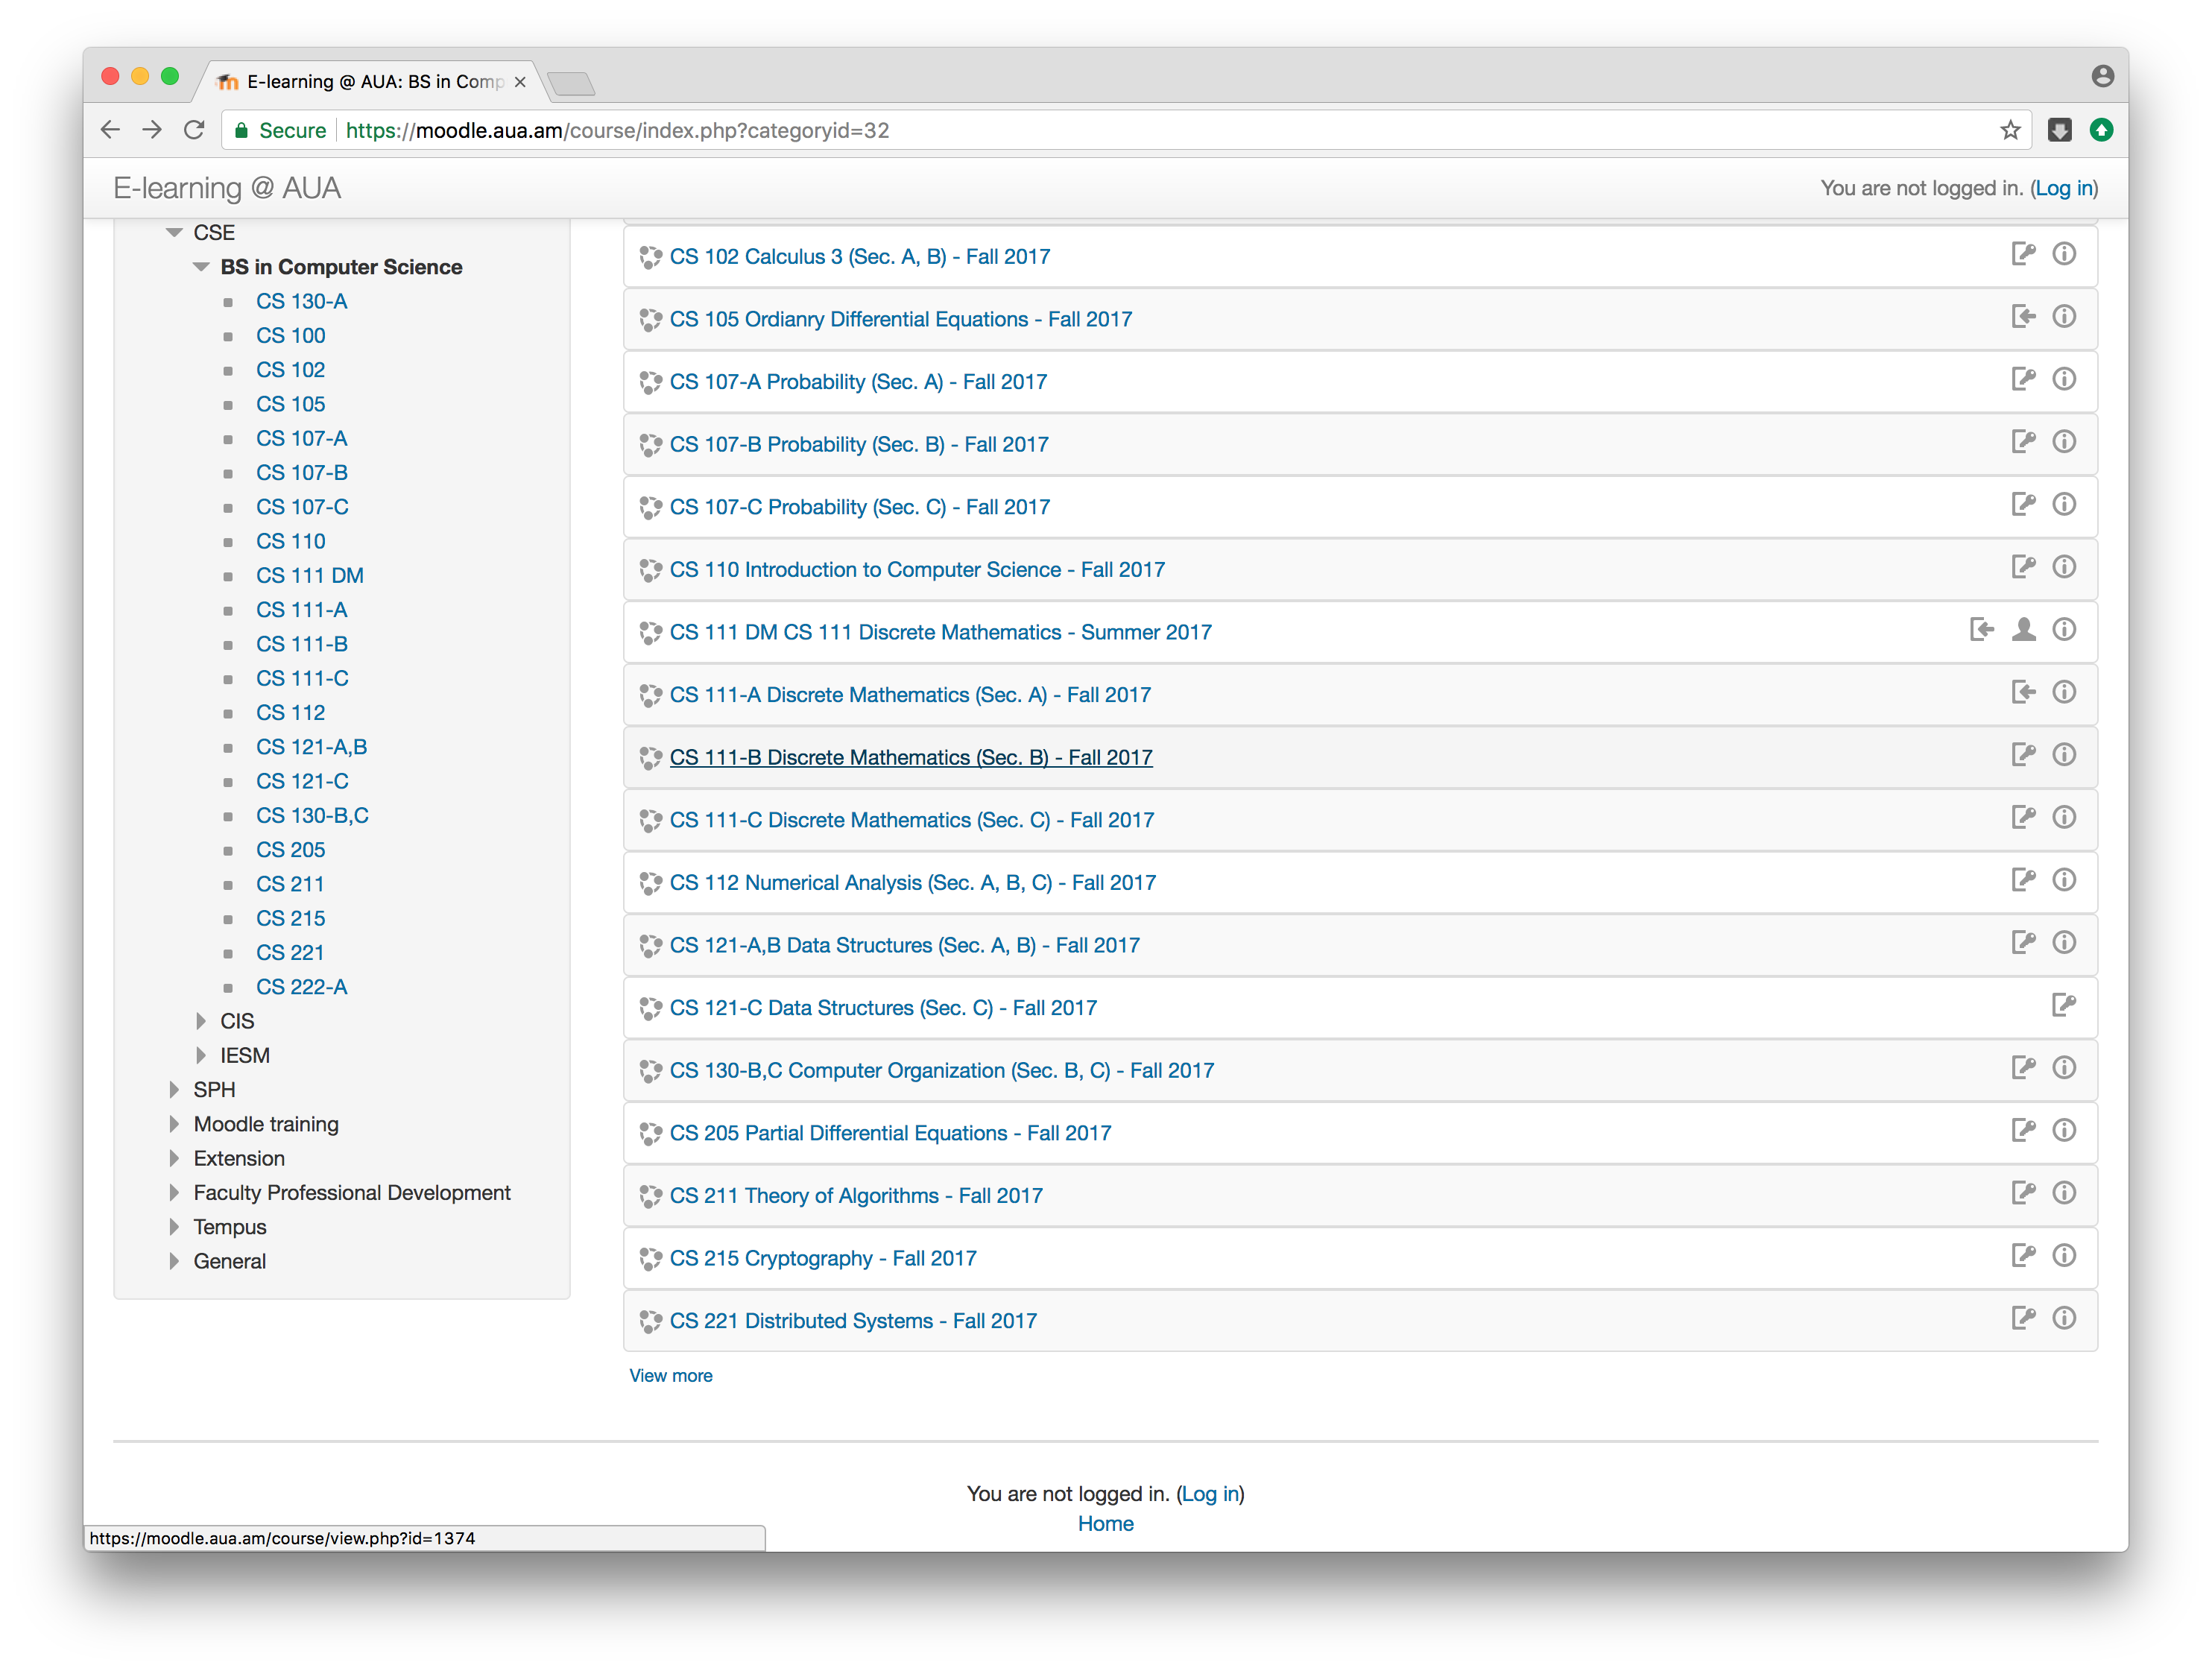 E-learning @ AUA: BS in Comp
Secure
https://moodle.aua.am/course/index.php?categoryid=32
E-learning @ AUA
You are not logged in. (Log in)
CSE
BS in Computer Science
CS 130-A
CS 100
CS 102
CS 105
CS 107-A
CS 107-B
CS 107-C
CS 110
CS 111 DM
CS 111-A
CS 111-B
CS 111-C
CS 112
CS 121-A,B
CS 121-C
CS 130-B,C
CS 205
CS 211
CS 215
CS 221
CS 222-A
CIS
IESM
SPH
Moodle training
Extension
Faculty Professional Development
Tempus
General
CS 102 Calculus 3 (Sec. A, B) - Fall 2017
CS 105 Ordianry Differential Equations - Fall 2017
CS 107-A Probability (Sec. A) - Fall 2017
CS 107-B Probability (Sec. B) - Fall 2017
CS 107-C Probability (Sec. C) - Fall 2017
CS 110 Introduction to Computer Science - Fall 2017
CS 111 DM CS 111 Discrete Mathematics - Summer 2017
CS 111-A Discrete Mathematics (Sec. A) - Fall 2017
CS 111-B Discrete Mathematics (Sec. B) - Fall 2017
CS 111-C Discrete Mathematics (Sec. C) - Fall 2017
CS 112 Numerical Analysis (Sec. A, B, C) - Fall 2017
CS 121-A,B Data Structures (Sec. A, B) - Fall 2017
CS 121-C Data Structures (Sec. C) - Fall 2017
CS 130-B,C Computer Organization (Sec. B, C) - Fall 2017
CS 205 Partial Differential Equations - Fall 2017
CS 211 Theory of Algorithms - Fall 2017
CS 215 Cryptography - Fall 2017
CS 221 Distributed Systems - Fall 2017
View more
You are not logged in. (Log in)
Home
https://moodle.aua.am/course/view.php?id=1374